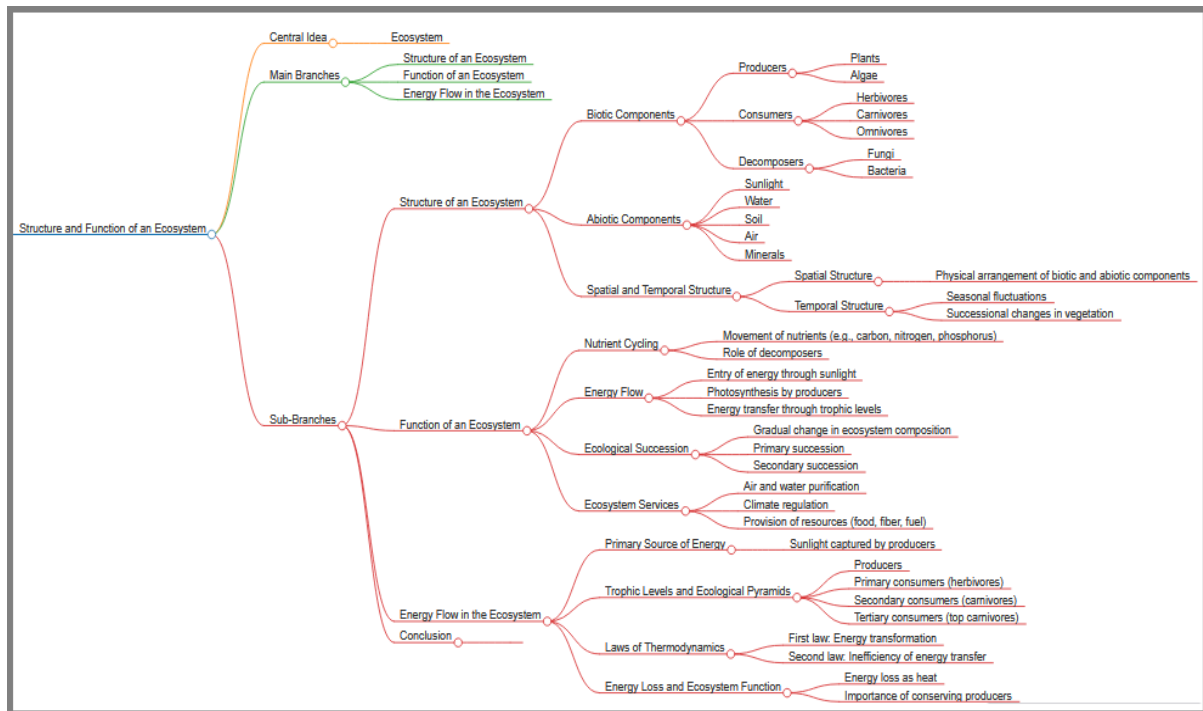 Structure and Function of an Ecosystem
Central Idea
Ecosystem
Main Branches
Structure of an Ecosystem
Function of an Ecosystem
Energy Flow in the Ecosystem
Sub-Branches
Structure of an Ecosystem
Biotic Components
Producers
Plants
Algae
Consumers
Herbivores
Carnivores
Omnivores
Decomposers
Fungi
Bacteria
Abiotic Components
Sunlight
Water
Soil
Air
Minerals
Spatial and Temporal Structure
Spatial Structure
Physical arrangement of biotic and abiotic components
Temporal Structure
Seasonal fluctuations
Successional changes in vegetation
Function of an Ecosystem
Nutrient Cycling
Movement of nutrients (e.g., carbon, nitrogen, phosphorus)
Role of decomposers
Energy Flow
Entry of energy through sunlight
Photosynthesis by producers
Energy transfer through trophic levels
Ecological Succession
Gradual change in ecosystem composition
Primary succession
Secondary succession
Ecosystem Services
Air and water purification
Climate regulation
Provision of resources (food, fiber, fuel)
Energy Flow in the Ecosystem
Primary Source of Energy
Sunlight captured by producers
Trophic Levels and Ecological Pyramids
Producers
Primary consumers (herbivores)
Secondary consumers (carnivores)
Tertiary consumers (top carnivores)
Laws of Thermodynamics
First law: Energy transformation
Second law: Inefficiency of energy transfer
Energy Loss and Ecosystem Function
Energy loss as heat
Importance of conserving producers
Conclusion